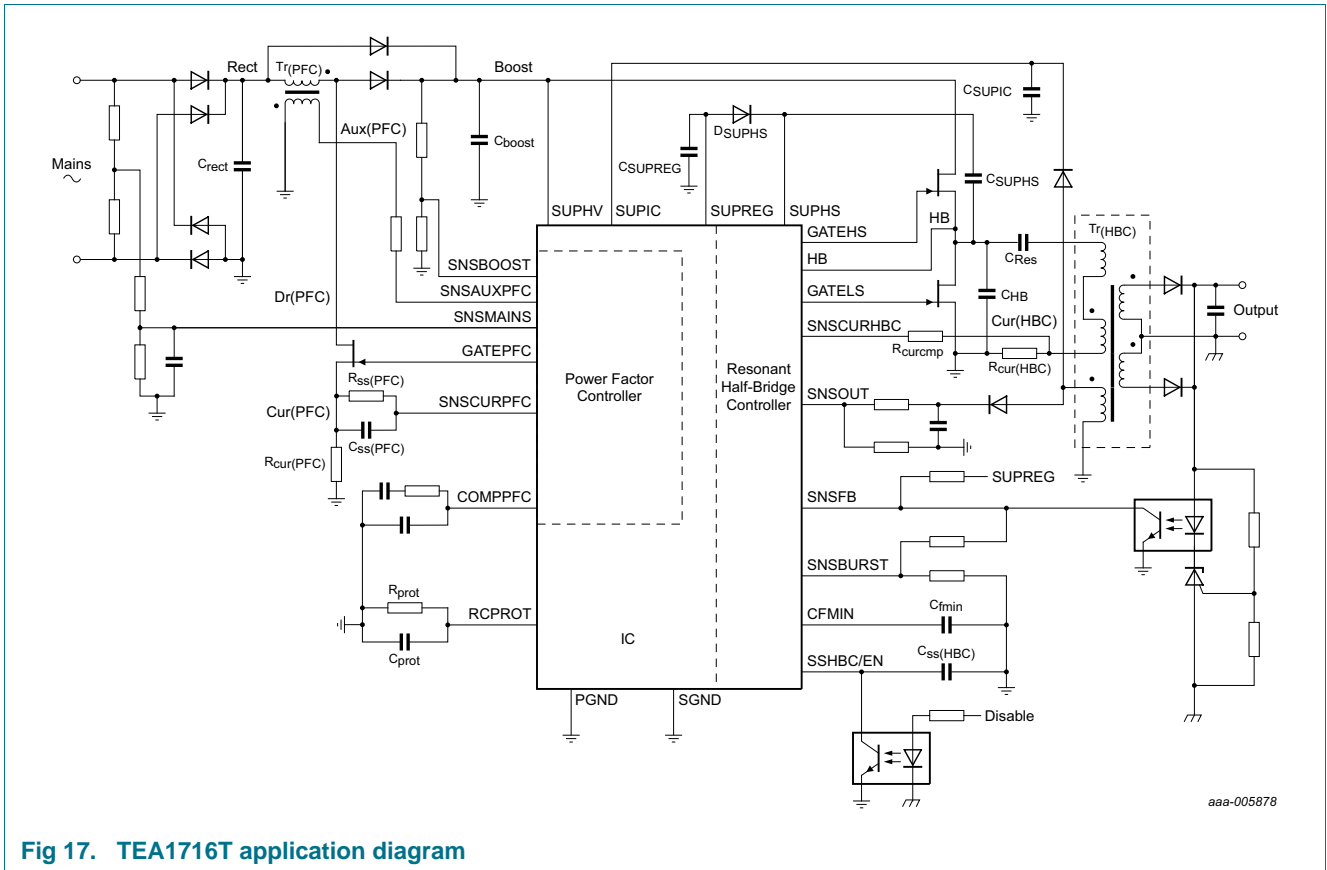 Rect
Tr(PFC)
Boost
Mains
Crect
Aux(PFC)
Cboost
CSUPREG
DSUPHS
CSUPIC
CSUPHS
SUPHV
SUPIC
SUPREG
SUPHS
HB
Tr(HBC)
SNSBOOST
SNSAUXPFC
SNSMAINS
GATEPFC
SNSCURPFC
COMPPFC
RCPROT
Dr(PFC)
Rss(PFC)
Cur(PFC)
Css(PFC)
Rcur(PFC)
Rprot
Cprot
Power Factor
Controller
Resonant
Half-Bridge
Controller
IC
GATEHS
HB
GATELS
SNSCURHBC
SNSOUT
SNSFB
SNSBURST
CFMIN
SSHBC/EN
CRes
CHB
Cur(HBC)
Rcurcmp
Rcur(HBC)
Output
SUPREG
Cfmin
Css(HBC)
Disable
PGND
SGND
aaa-005878
Fig 17. TEA1716T application diagram